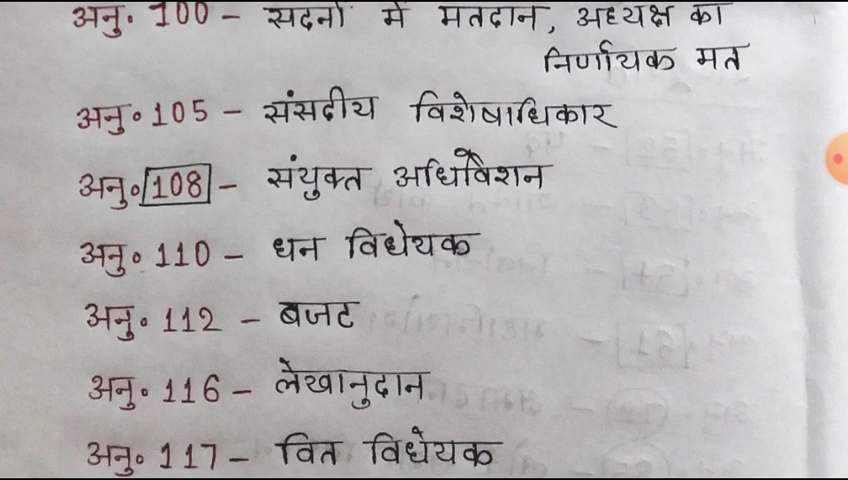 अनु. 100 - सदनों में मतदान, अध्यक्ष का
निर्णायक मत
अनु. 105 - संसदीय विशेषाधिकार
अनु. 108 - संयुक्त अधिवेशन
अनु. 110 - धन विधेयक
अनु. 112 - बजट
अनु. 116 - लेखानुदान
अनु. 117 - वित विधेयक